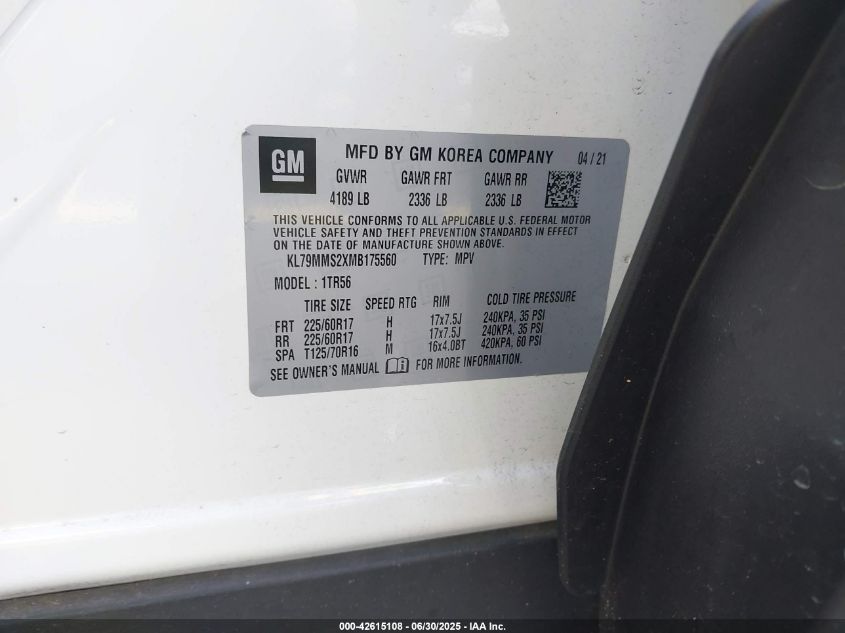 GM MFD BY GM KOREA COMPANY 04 / 21
GVWR GAWR FRT GAWR RR
4189 LB 2336 LB 2336 LB
THIS VEHICLE CONFORMS TO ALL APPLICABLE U.S. FEDERAL MOTOR
VEHICLE SAFETY AND THEFT PREVENTION STANDARDS IN EFFECT
ON THE DATE OF MANUFACTURE SHOWN ABOVE.
KL79MMS2XMB175560 TYPE: MPV
MODEL : 1TR56
TIRE SIZE SPEED RTG RIM COLD TIRE PRESSURE
FRT 225/60R17 H 17x7.5J 240KPA, 35 PSI
RR 225/60R17 H 17x7.5J 240KPA, 35 PSI
SPA T125/70R16 M 16x4.0BT 420KPA, 60 PSI
SEE OWNER'S MANUAL FOR MORE INFORMATION.
000-42615108 - 06/30/2025 - IAA Inc.